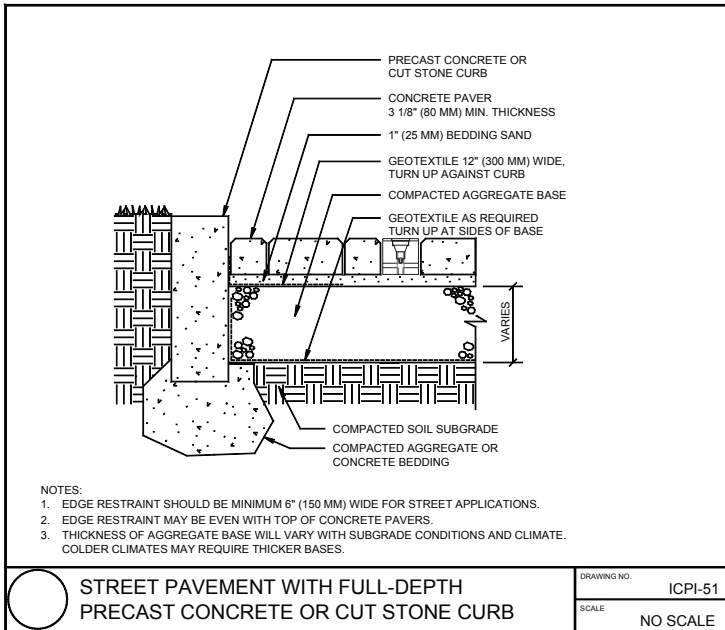 PRECAST CONCRETE OR
CUT STONE CURB
CONCRETE PAVER
3 1/8" (80 MM) MIN. THICKNESS
1" (25 MM) BEDDING SAND
GEOTEXTILE 12" (300 MM) WIDE,
TURN UP AGAINST CURB
COMPACTED AGGREGATE BASE
GEOTEXTILE AS REQUIRED
TURN UP AT SIDES OF BASE
VARIES
COMPACTED SOIL SUBGRADE
COMPACTED AGGREGATE OR
CONCRETE BEDDING
NOTES:
1. EDGE RESTRAINT SHOULD BE MINIMUM 6" (150 MM) WIDE FOR STREET APPLICATIONS.
2. EDGE RESTRAINT MAY BE EVEN WITH TOP OF CONCRETE PAVERS.
3. THICKNESS OF AGGREGATE BASE WILL VARY WITH SUBGRADE CONDITIONS AND CLIMATE.
COLDER CLIMATES MAY REQUIRE THICKER BASES.
STREET PAVEMENT WITH FULL-DEPTH
PRECAST CONCRETE OR CUT STONE CURB
DRAWING NO.
ICPI-51
SCALE
NO SCALE